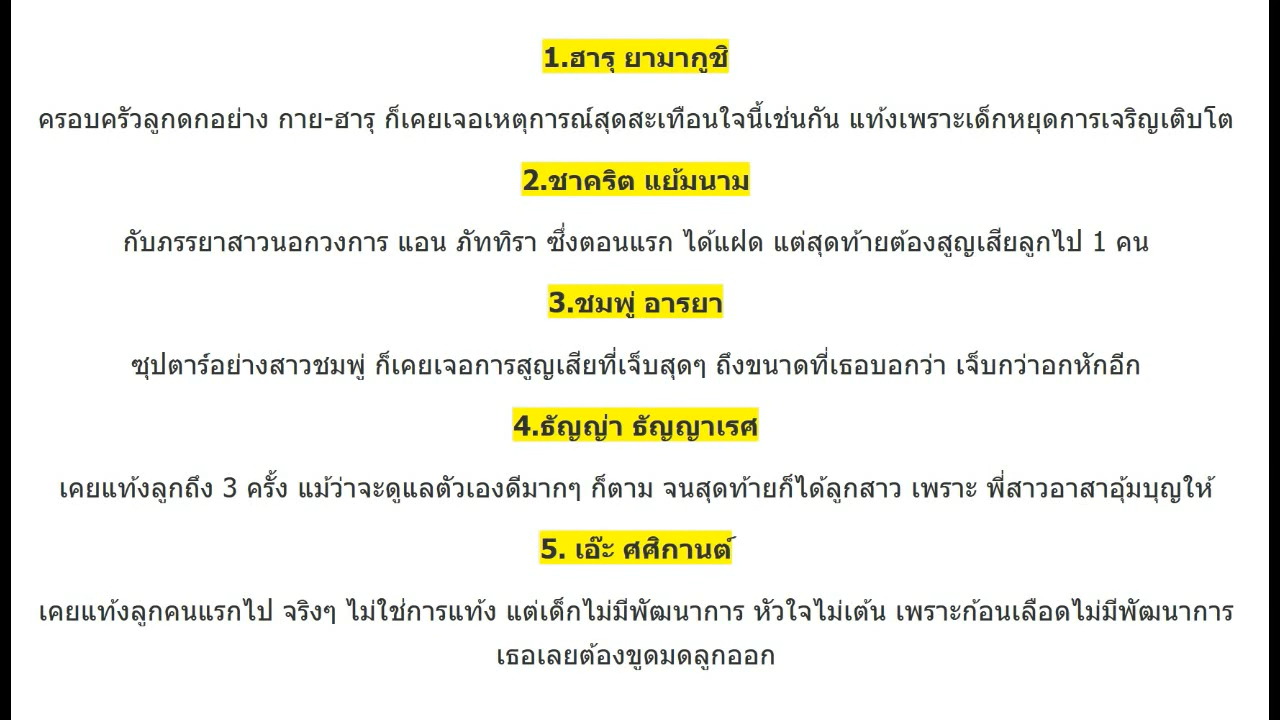 1.ฮารุ ยามากูชิ
ครอบครัวลูกดกอย่าง กาย-ฮารุ ก็เคยเจอเหตุการณ์สุดสะเทือนใจนี้เช่นกัน แท้งเพราะเด็กหยุดการเจริญเติบโต
2.ชาคริต แย้มนาม
กับภรรยาสาวนอกวงการ แอน ภัททิรา ซึ่งตอนแรก ได้แฝด แต่สุดท้ายต้องสูญเสียลูกไป 1 คน
3.ชมพู่ อารยา
ซุปตาร์อย่างสาวชมพู่ ก็เคยเจอการสูญเสียที่เจ็บสุดๆ ถึงขนาดที่เธอบอกว่า เจ็บกว่าอกหักอีก
4.ธัญญ่า ธัญญาเรศ
เคยแท้งลูกถึง 3 ครั้ง แม้ว่าจะดูแลตัวเองดีมากๆ ก็ตาม จนสุดท้ายก็ได้ลูกสาว เพราะ พี่สาวอาสาอุ้มบุญให้
5. เอ๊ะ ศศิกานต์
เคยแท้งลูกคนแรกไป จริงๆ ไม่ใช่การแท้ง แต่เด็กไม่มีพัฒนาการ หัวใจไม่เต้น เพราะก้อนเลือดไม่มีพัฒนาการ
เธอเลยต้องขูดมดลูกออก